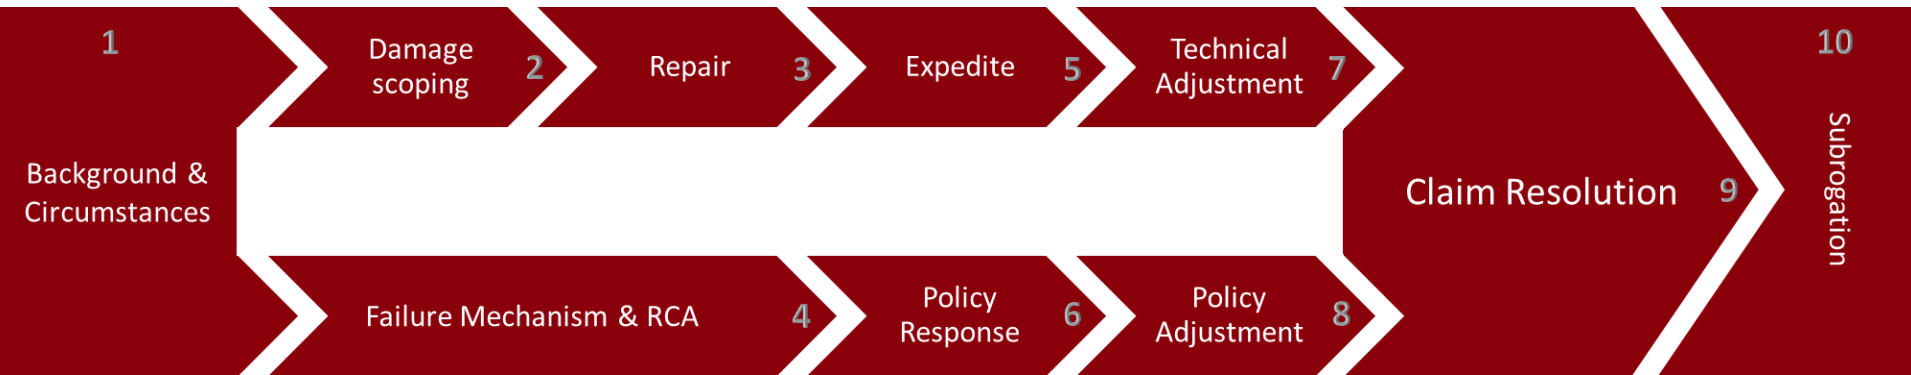 1
Background &
Circumstances
Damage
scoping
2
Repair
3
Expedite
5
Technical
Adjustment
7
Failure Mechanism & RCA
4
Policy
Response
6
Policy
Adjustment
8
Claim Resolution
9
10
Subrogation